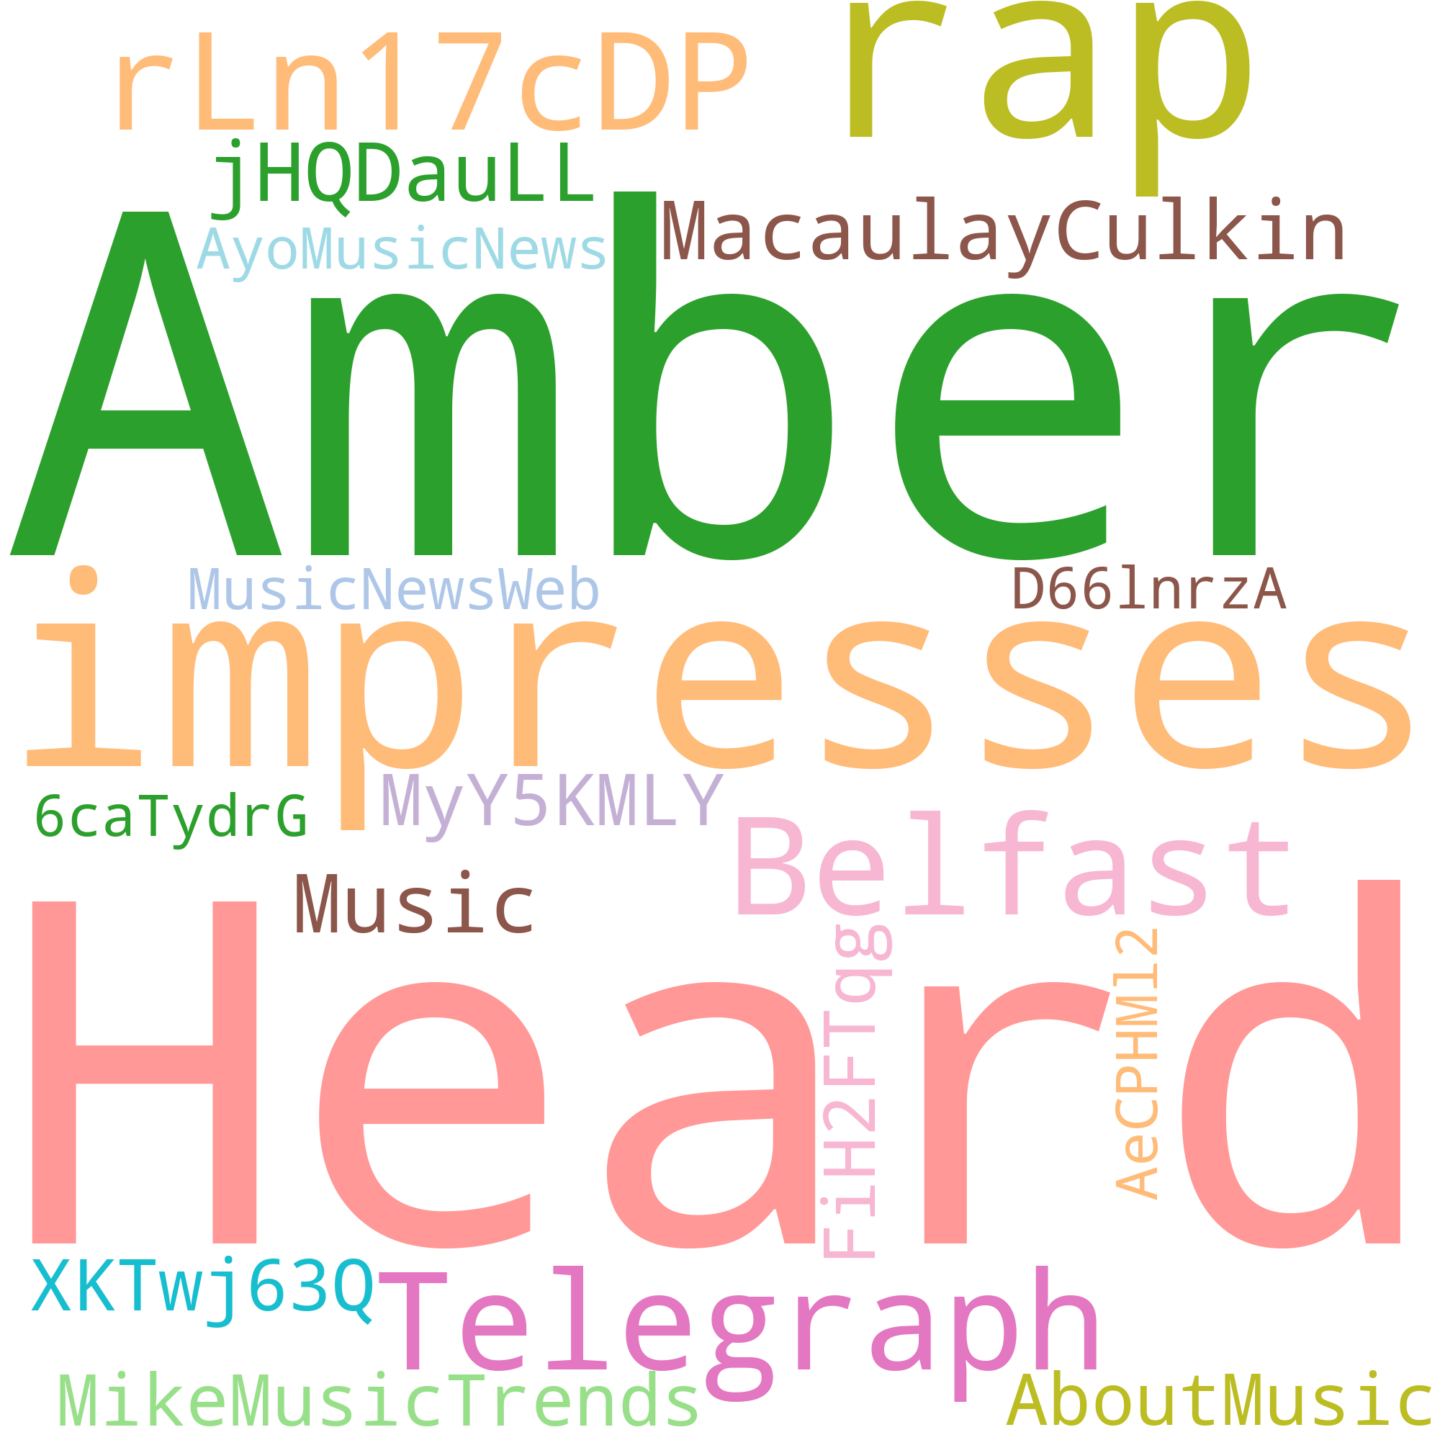 rLn17cDP
rap
jHQDauLL
AyoMusicNews
MacaulayCulkin
Amber
MusicNewsWeb
D66lnrzA
impresses
6caTydrG
MyY5KMLY
Belfast
Music
FiH2FTqg
AeCPHMl2
Heard
XKTwj63Q
Telegraph
MikeMusicTrends
AboutMusic